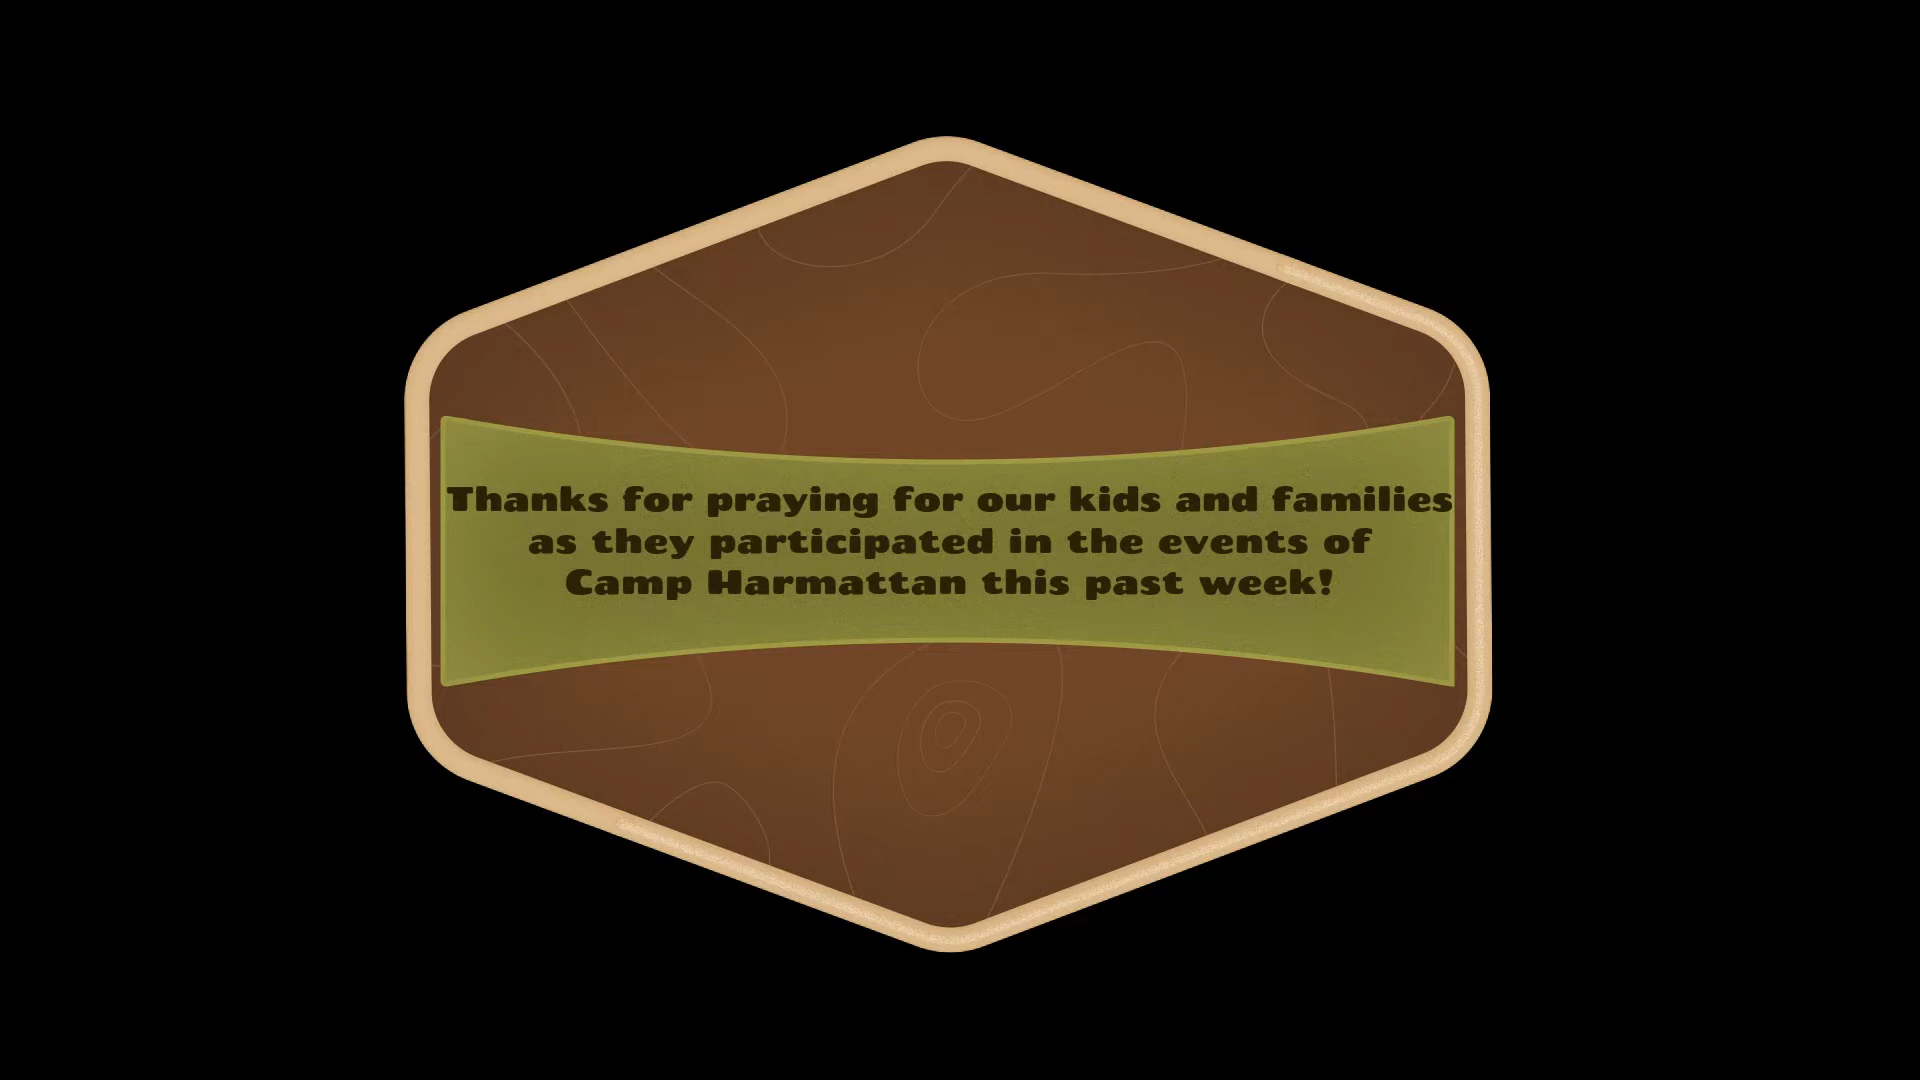 Thanks for praying for our kids and families
as they participated in the events of
Camp Harmattan this past week!